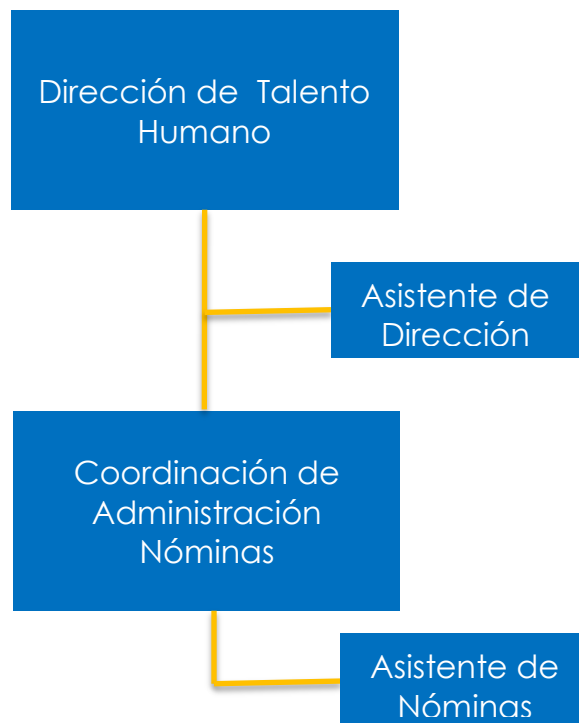 Dirección de Talento
Humano
Asistente de
Dirección
Coordinación de
Administración
Nóminas
Asistente de
Nóminas